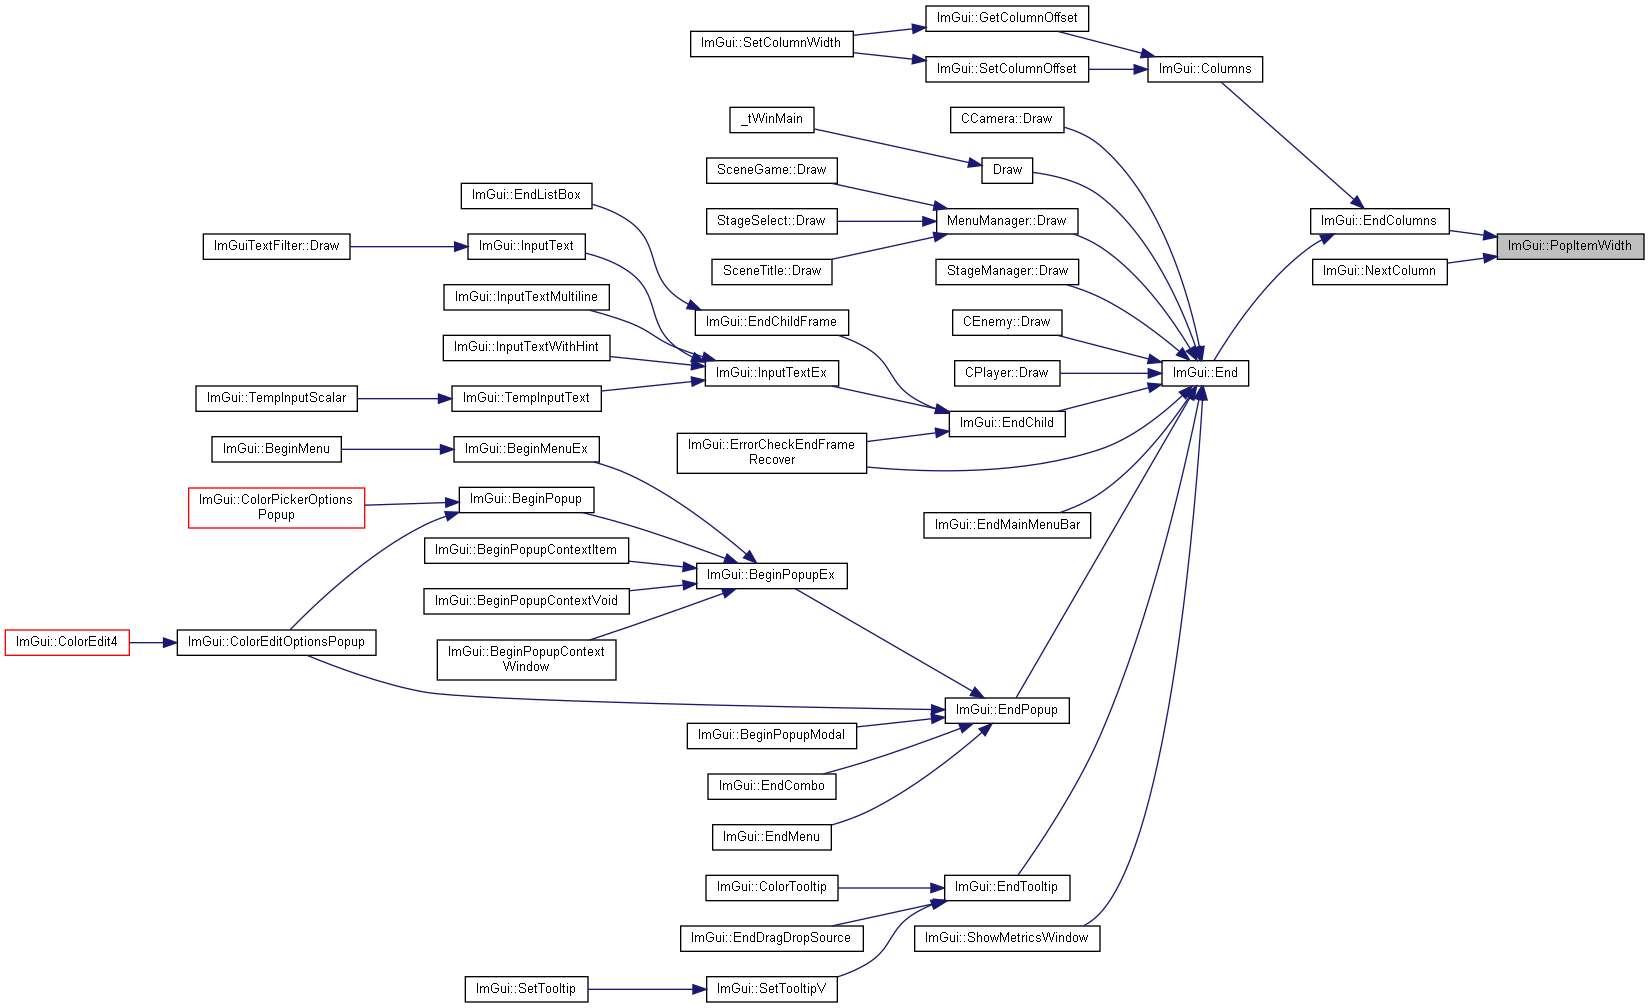 ImGui::GetColumnOffset
ImGui::SetColumnWidth
ImGui::SetColumnOffset
ImGui::Columns
_tWinMain
CCamera::Draw
SceneGame::Draw
Draw
ImGui::EndListBox
StageSelect::Draw
MenuManager::Draw
ImGui::EndColumns
ImGuiTextFilter::Draw
ImGui::InputText
ImGui::PopItemWidth
SceneTitle::Draw
StageManager::Draw
ImGui::NextColumn
ImGui::InputTextMultiline
ImGui::EndChildFrame
CEnemy::Draw
ImGui::InputTextWithHint
ImGui::InputTextEx
CPlayer::Draw
ImGui::End
ImGui::TempInputScalar
ImGui::TempInputText
ImGui::EndChild
ImGui::BeginMenu
ImGui::BeginMenuEx
ImGui::ErrorCheckEndFrame
Recover
ImGui::ColorPickerOptions
Popup
ImGui::BeginPopup
ImGui::EndMainMenuBar
ImGui::BeginPopupContextItem
ImGui::BeginPopupEx
ImGui::BeginPopupContextVoid
ImGui::ColorEdit4
ImGui::ColorEditOptionsPopup
ImGui::BeginPopupContext
Window
ImGui::EndPopup
ImGui::BeginPopupModal
ImGui::EndCombo
ImGui::EndMenu
ImGui::ColorTooltip
ImGui::EndTooltip
ImGui::EndDragDropSource
ImGui::ShowMetricsWindow
ImGui::SetTooltip
ImGui::SetTooltipV